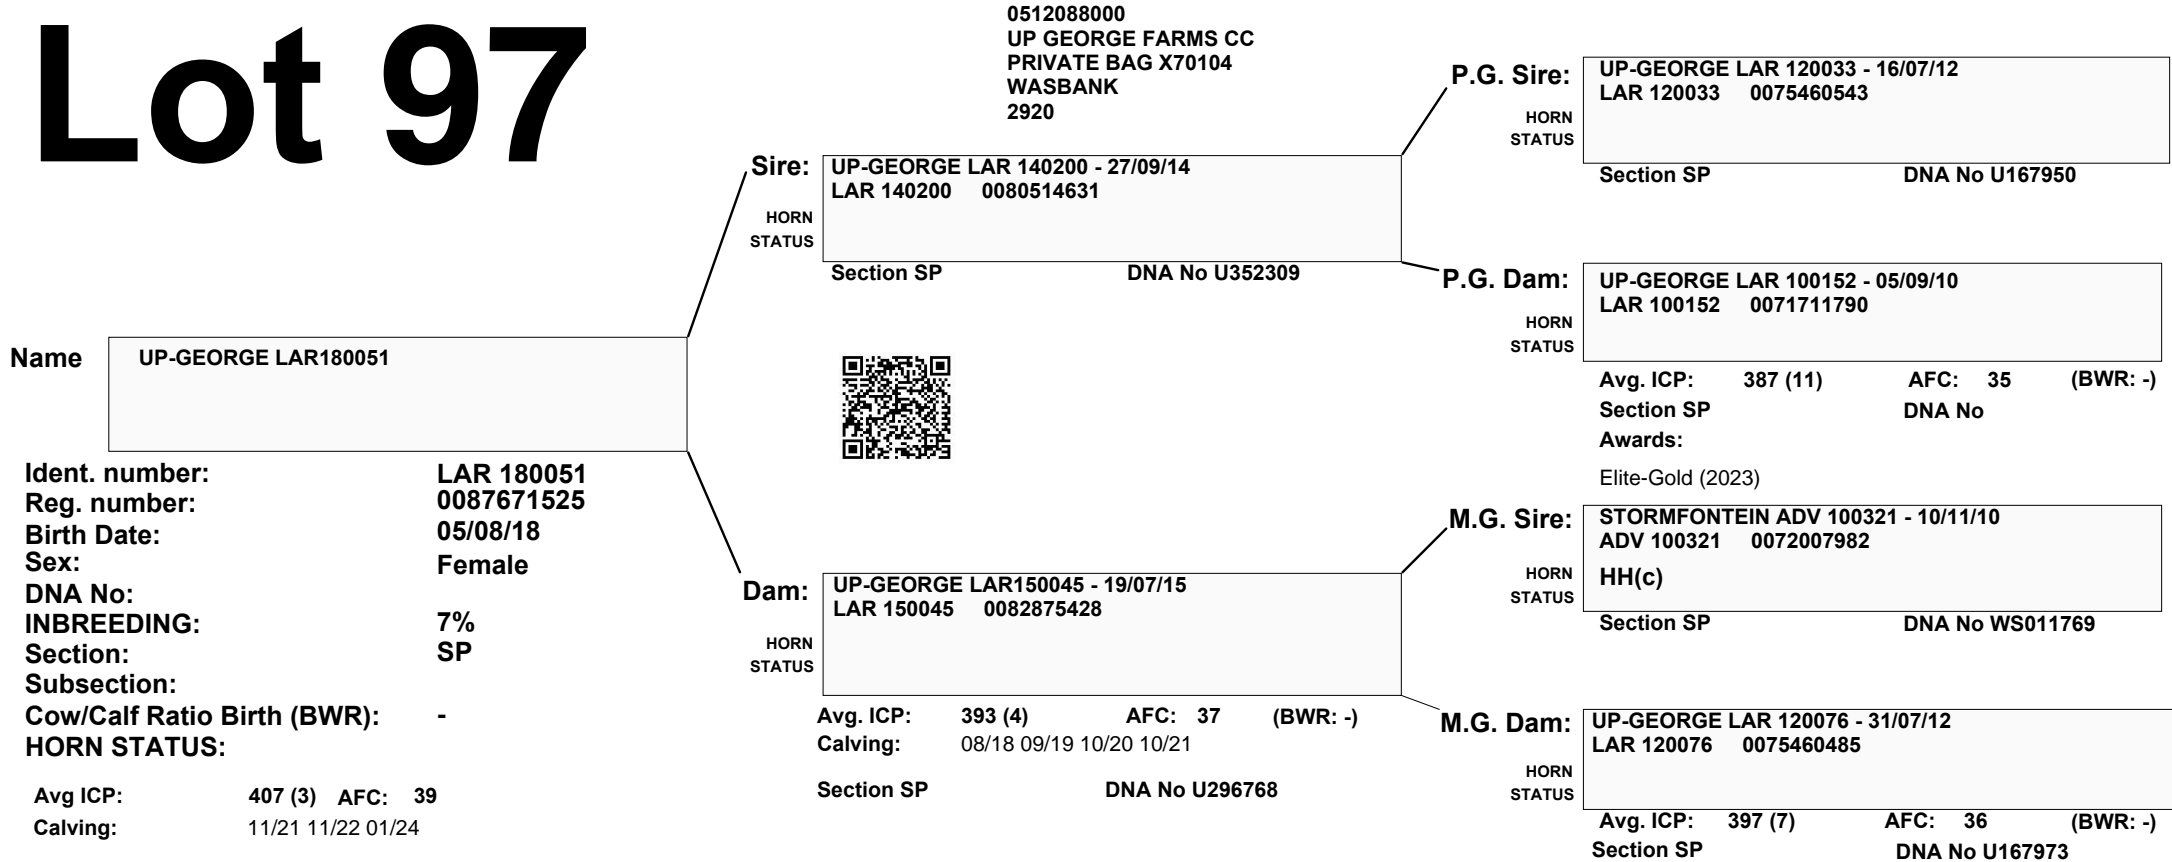 Lot 97
0512088000
UP GEORGE FARMS CC
PRIVATE BAG X70104
WASBANK
2920
Name UP-GEORGE LAR180051
Ident. number: LAR 180051
Reg. number: 0087671525
Birth Date: 05/08/18
Sex: Female
DNA No:
INBREEDING: 7%
Section: SP
Subsection:
Cow/Calf Ratio Birth (BWR): -
HORN STATUS:
Avg ICP: 407 (3) AFC: 39
Calving: 11/21 11/22 01/24
Sire: UP-GEORGE LAR 140200 - 27/09/14
LAR 140200 0080514631
HORN
STATUS
Section SP DNA No U352309
Dam: UP-GEORGE LAR150045 - 19/07/15
LAR 150045 0082875428
HORN
STATUS
Avg. ICP: 393 (4) AFC: 37 (BWR: -)
Calving: 08/18 09/19 10/20 10/21
Section SP DNA No U296768
P.G. Sire: UP-GEORGE LAR 120033 - 16/07/12
LAR 120033 0075460543
HORN
STATUS
Section SP DNA No U167950
P.G. Dam: UP-GEORGE LAR 100152 - 05/09/10
LAR 100152 0071711790
HORN
STATUS
Avg. ICP: 387 (11) AFC: 35 (BWR: -)
Section SP DNA No
Awards:
Elite-Gold (2023)
M.G. Sire: STORMFONTEIN ADV 100321 - 10/11/10
ADV 100321 0072007982
HORN
STATUS HH(c)
Section SP DNA No WS011769
M.G. Dam: UP-GEORGE LAR 120076 - 31/07/12
LAR 120076 0075460485
HORN
STATUS
Avg. ICP: 397 (7) AFC: 36 (BWR: -)
Section SP DNA No U167973